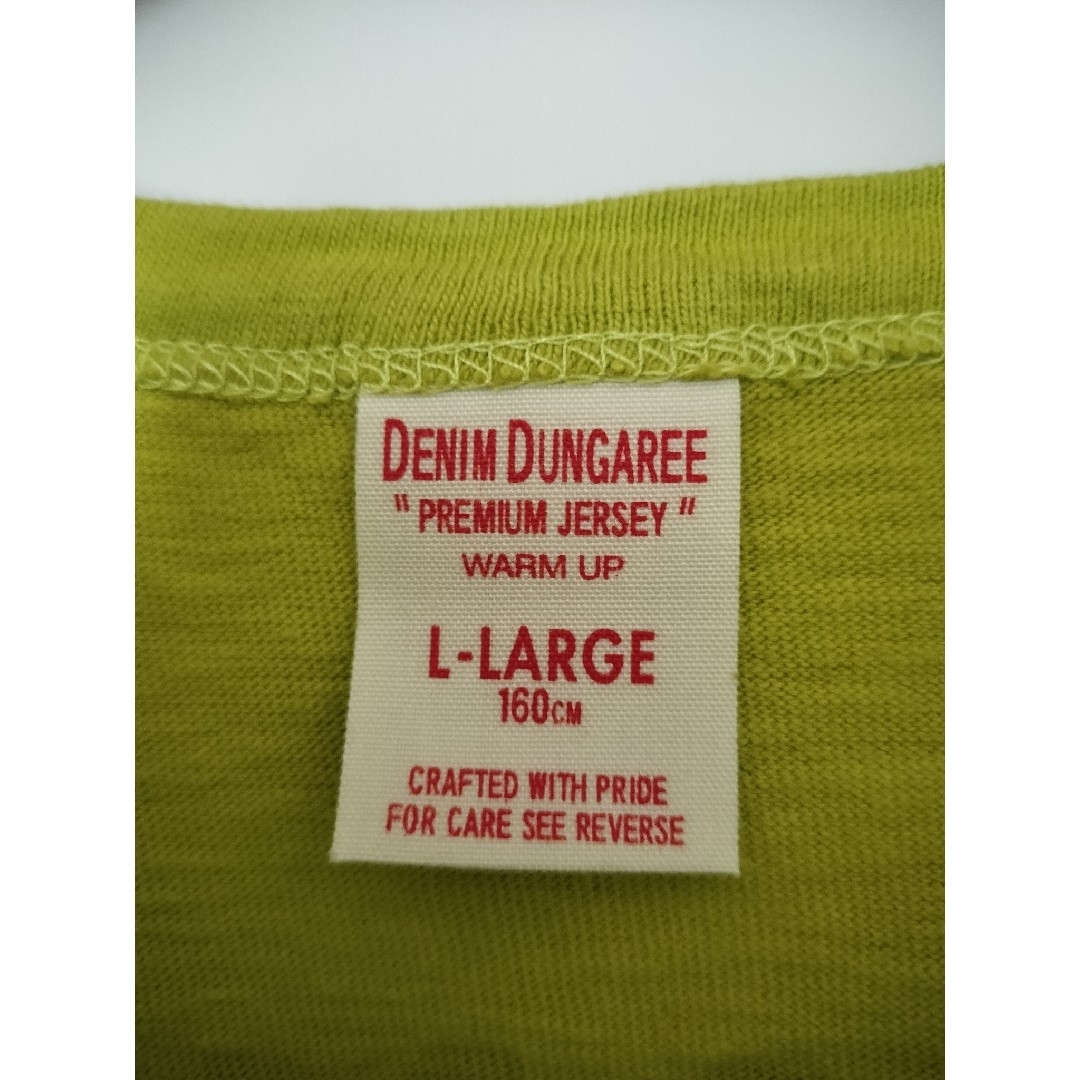 DENIM DUNGAREE
" PREMIUM JERSEY "
WARM UP
L-LARGE
160CM
CRAFTED WITH PRIDE
FOR CARE SEE REVERSE